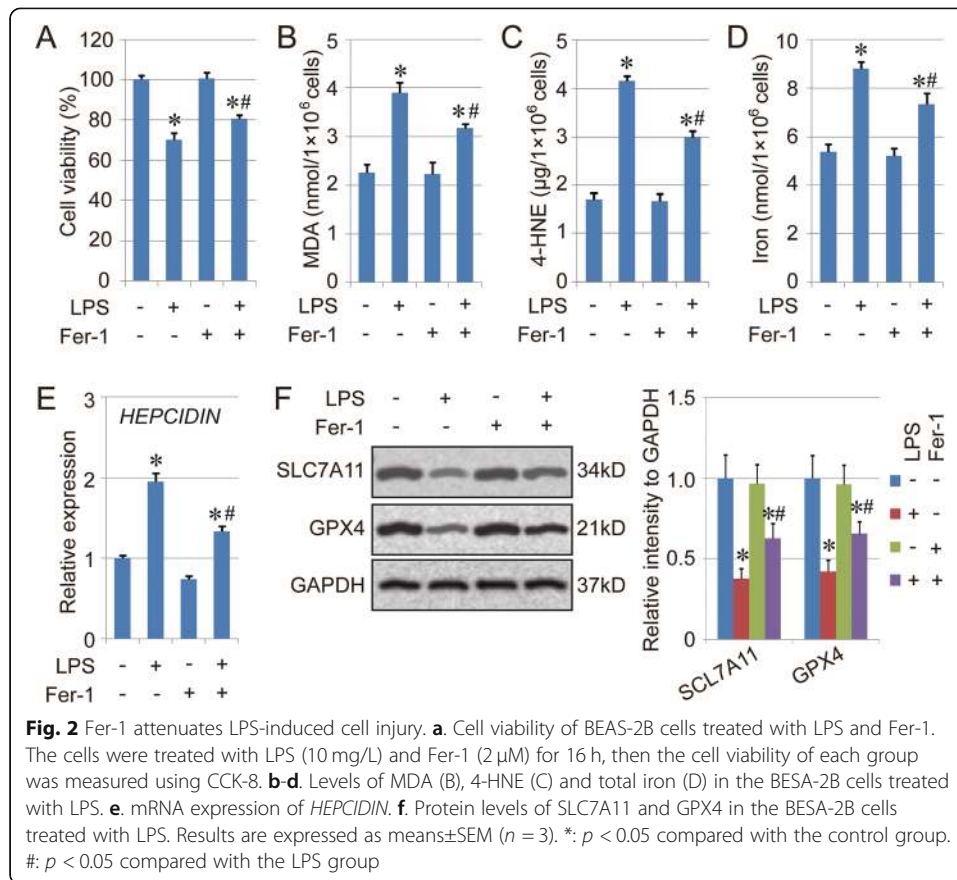 A
Cell viability (%)
120
100
80
60
40
20
0
*
*#
LPS - + - +
Fer-1 - - + +
B
MDA (nmol/1×10⁶ cells)
5
4
3
2
1
0
*
*#
LPS - + - +
Fer-1 - - + +
C
4-HNE (µg/1×10⁶ cells)
5
4
3
2
1
0
*
*#
LPS - + - +
Fer-1 - - + +
D
Iron (nmol/1×10⁶ cells)
10
8
6
4
2
0
*
*#
LPS - + - +
Fer-1 - - + +
E
Relative expression
HEPCIDIN
3
2
1
0
*
*#
LPS - + - +
Fer-1 - - + +
F
LPS - + - +
Fer-1 - - + +
SLC7A11 34kD
GPX4 21kD
GAPDH 37kD
Relative intensity to GAPDH
1.5
1.0
0.5
0
*
*#
*
*#
SCL7A11
GPX4
LPS Fer-1
- -
+ -
- +
+ +
Fig. 2 Fer-1 attenuates LPS-induced cell injury. a. Cell viability of BEAS-2B cells treated with LPS and Fer-1.
The cells were treated with LPS (10 mg/L) and Fer-1 (2 µM) for 16 h, then the cell viability of each group
was measured using CCK-8. b-d. Levels of MDA (B), 4-HNE (C) and total iron (D) in the BESA-2B cells treated
with LPS. e. mRNA expression of HEPCIDIN. f. Protein levels of SLC7A11 and GPX4 in the BESA-2B cells
treated with LPS. Results are expressed as means±SEM (n = 3). *: p < 0.05 compared with the control group.
#: p < 0.05 compared with the LPS group